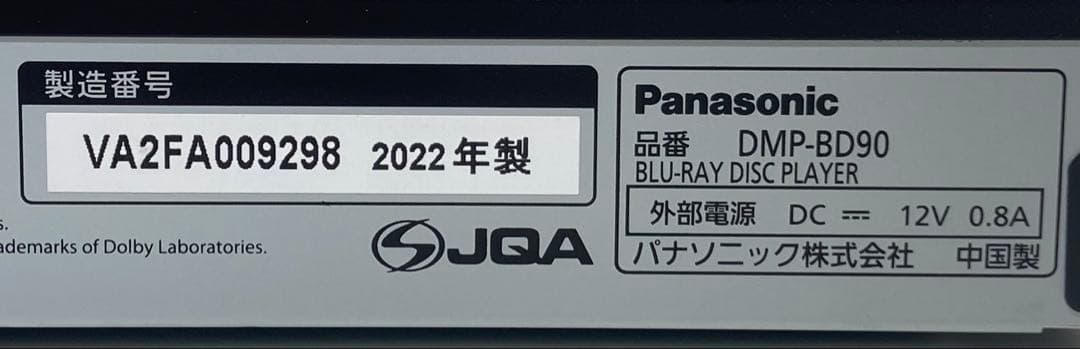 製造番号
VA2FA009298 2022年製
s.
ademarks of Dolby Laboratories.
JQA
Panasonic
品番 DMP-BD90
BLU-RAY DISC PLAYER
外部電源 DC ⎓ 12V 0.8A
パナソニック株式会社 中国製